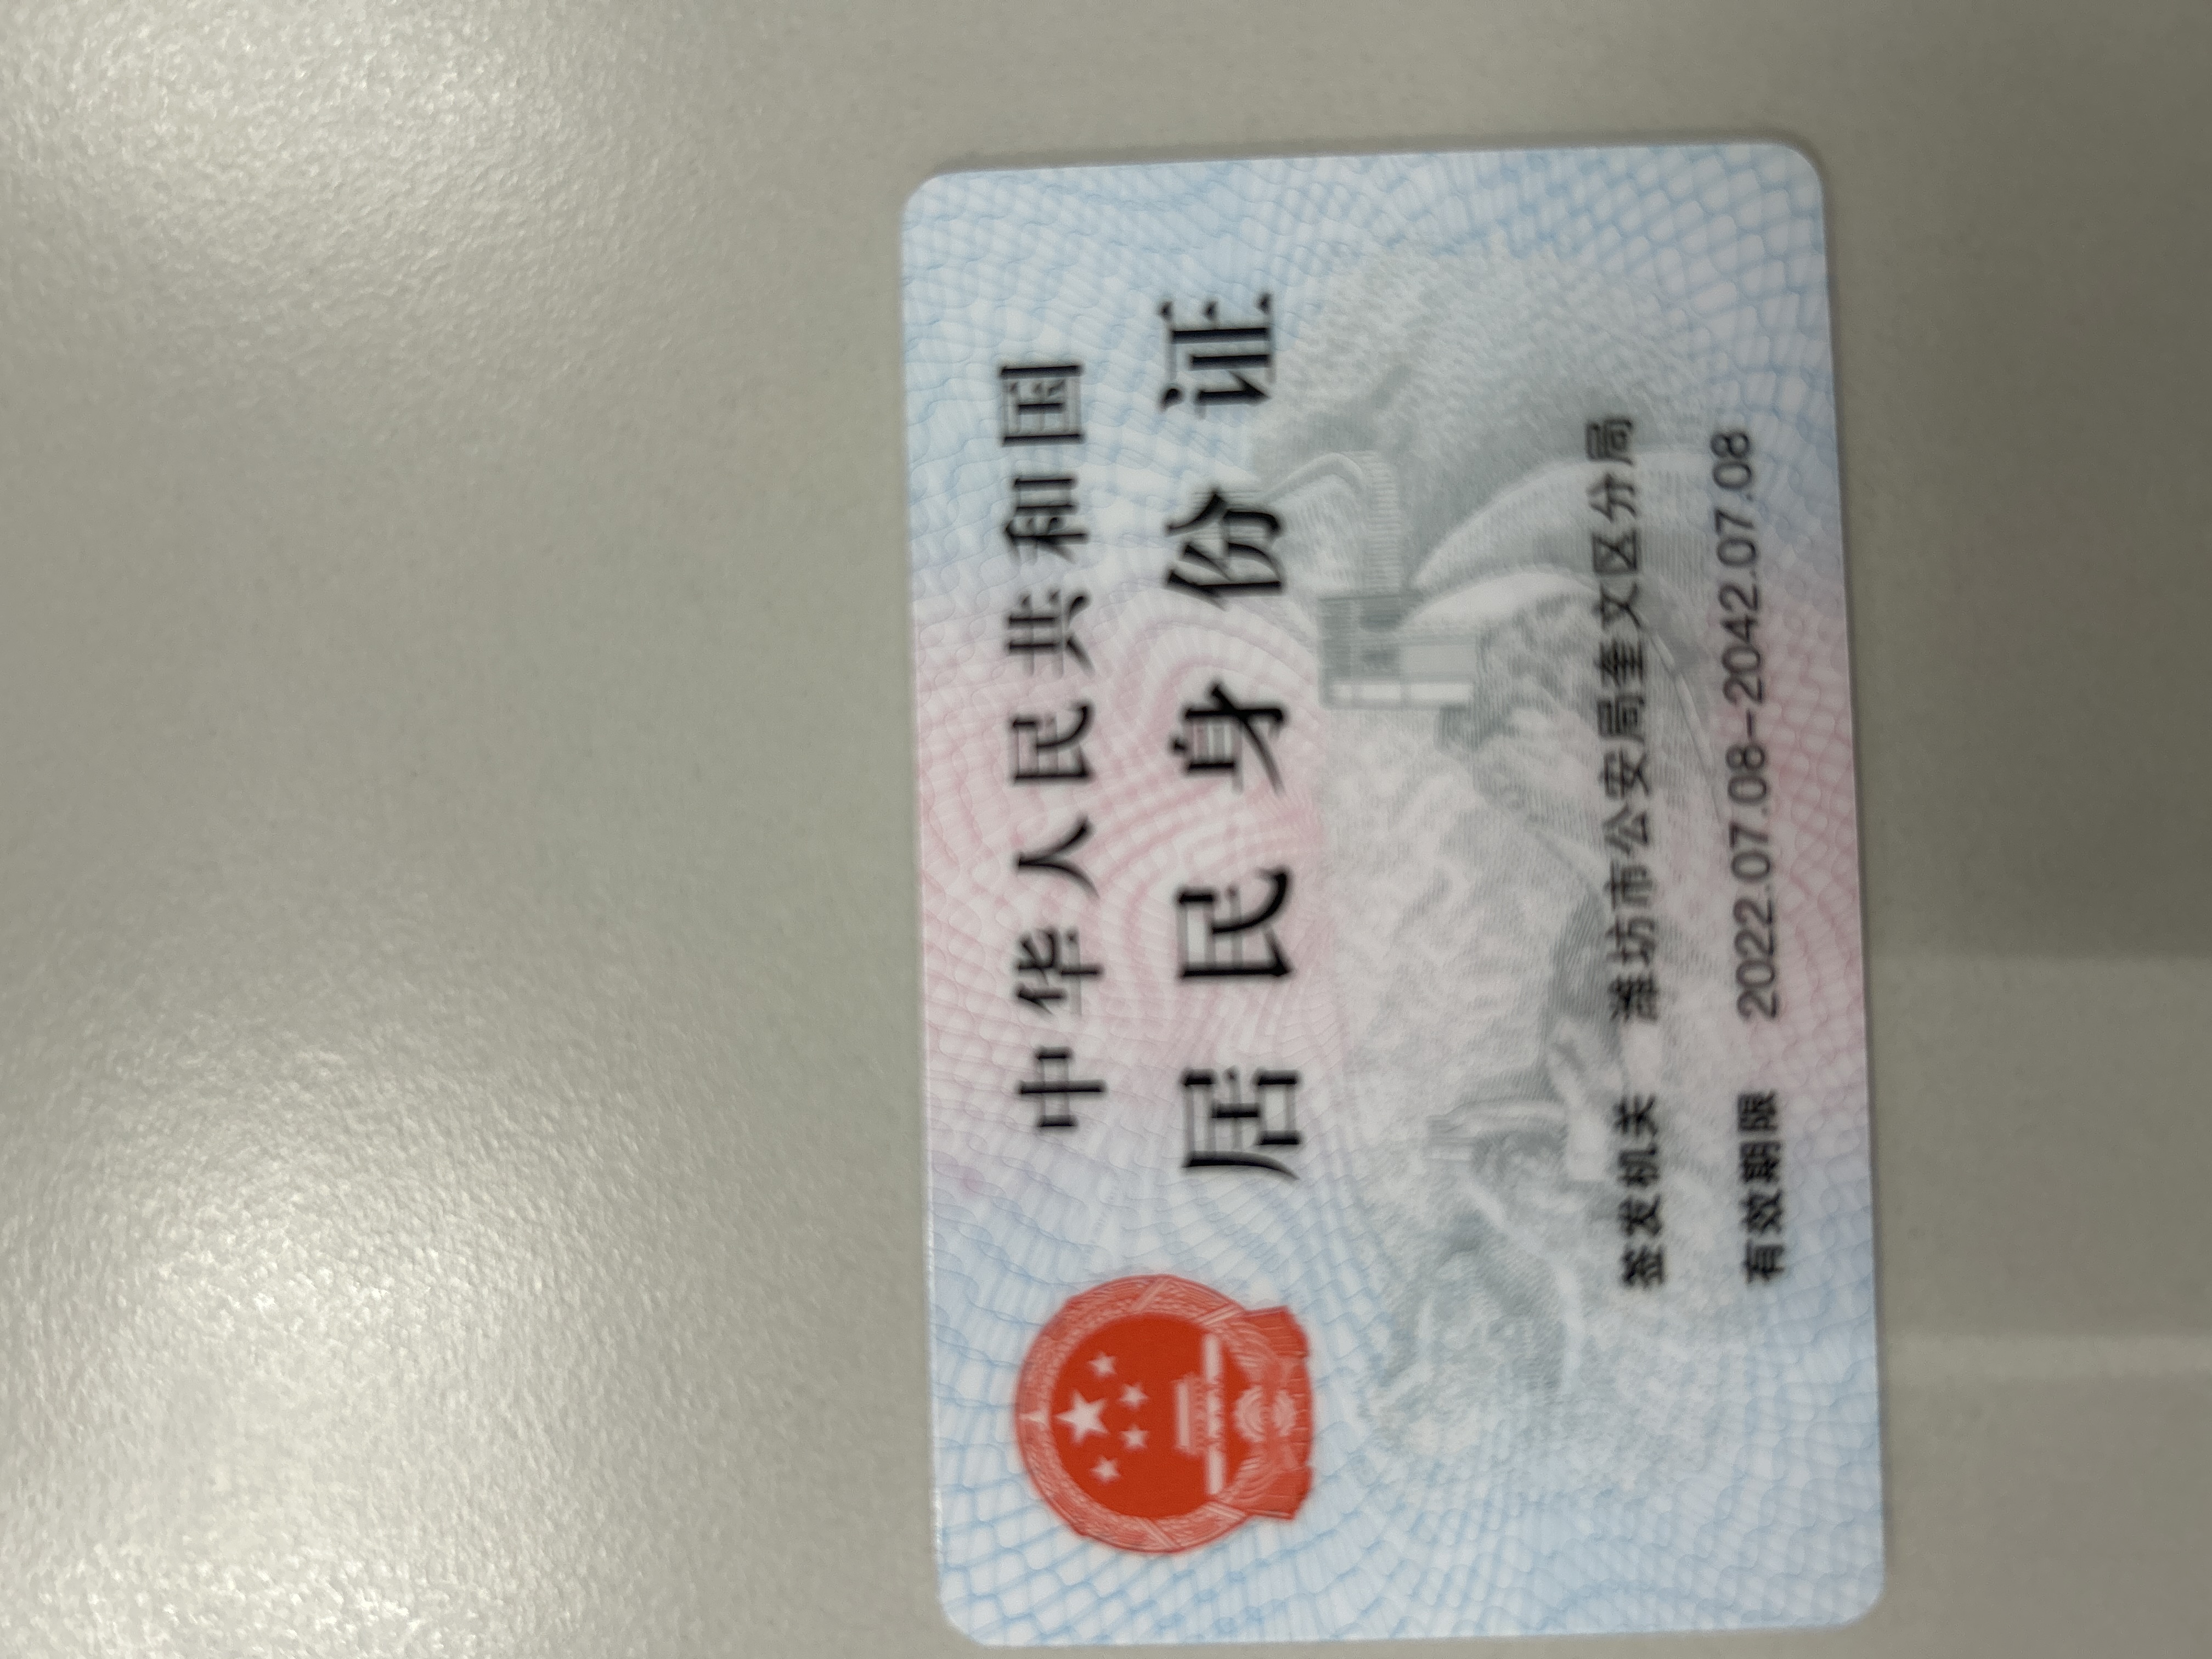 中华人民共和国
居民身份证
签发机关 潍坊市公安局奎文区分局
有效期限 2022.07.08-2042.07.08